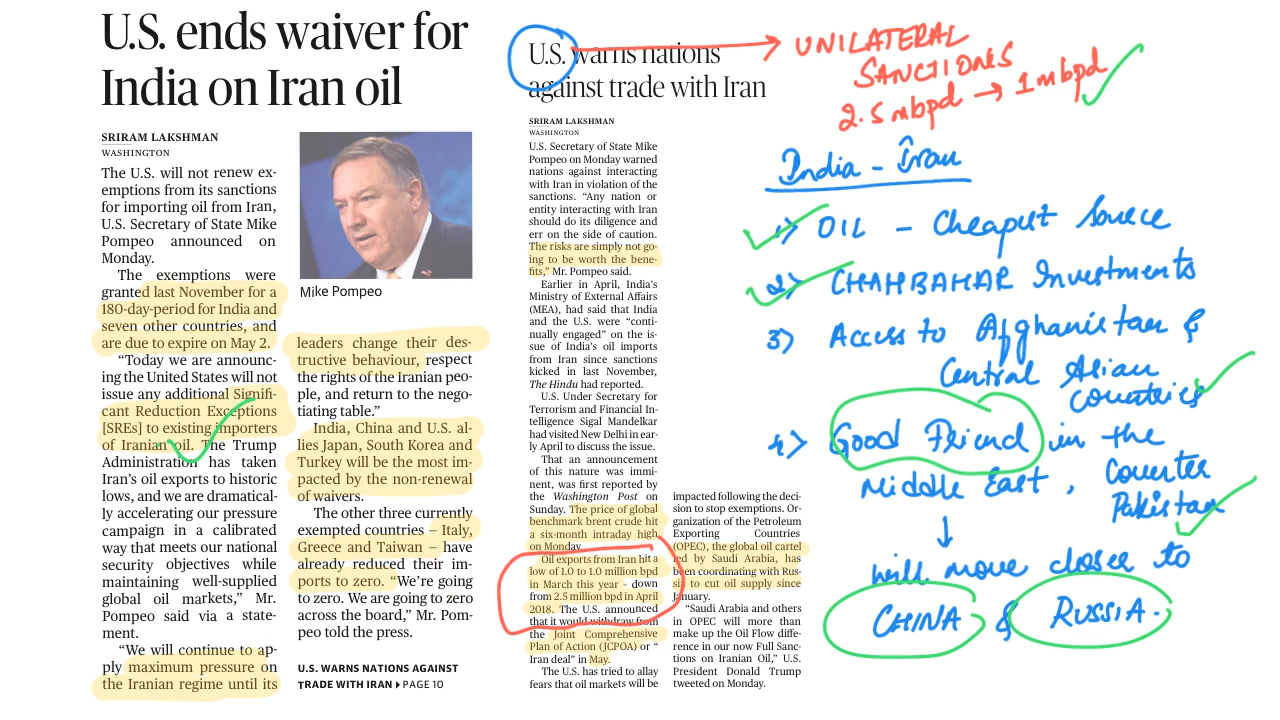 U.S. ends waiver for
India on Iran oil
SRIRAM LAKSHMAN
WASHINGTON
The U.S. will not renew ex-
emptions from its sanctions
for importing oil from Iran,
U.S. Secretary of State Mike
Pompeo announced on
Monday.
The exemptions were
granted last November for a
180-day-period for India and
seven other countries, and
are due to expire on May 2.
“Today we are announc-
ing the United States will not
issue any additional Signifi-
cant Reduction Exceptions
[SREs] to existing importers
of Iranian oil. The Trump
Administration has taken
Iran’s oil exports to historic
lows, and we are dramatical-
ly accelerating our pressure
campaign in a calibrated
way that meets our national
security objectives while
maintaining well-supplied
global oil markets,” Mr.
Pompeo said via a state-
ment.
“We will continue to ap-
ply maximum pressure on
the Iranian regime until its
Mike Pompeo
leaders change their des-
tructive behaviour, respect
the rights of the Iranian peo-
ple, and return to the nego-
tiating table.”
India, China and U.S. al-
lies Japan, South Korea and
Turkey will be the most im-
pacted by the non-renewal
of waivers.
The other three currently
exempted countries – Italy,
Greece and Taiwan – have
already reduced their im-
ports to zero. “We’re going
to zero. We are going to zero
across the board,” Mr. Pom-
peo told the press.
U.S. WARNS NATIONS AGAINST
TRADE WITH IRAN PAGE 10
U.S. warns nations
against trade with Iran
SRIRAM LAKSHMAN
WASHINGTON
U.S. Secretary of State Mike
Pompeo on Monday warned
nations against interacting
with Iran in violation of the
sanctions. “Any nation or
entity interacting with Iran
should do its diligence and
err on the side of caution.
The risks are simply not go-
ing to be worth the bene-
fits,” Mr. Pompeo said.
Earlier in April, India’s
Ministry of External Affairs
(MEA), had said that India
and the U.S. were “conti-
nually engaged” on the is-
sue of India’s oil imports
from Iran since sanctions
kicked in last November,
The Hindu had reported.
U.S. Under Secretary for
Terrorism and Financial In-
telligence Sigal Mandelkar
had visited New Delhi in ear-
ly April to discuss the issue.
That an announcement
of this nature was immi-
nent, was first reported by
the Washington Post on
Sunday. The price of global
benchmark brent crude hit
a six-month intraday high
on Monday.
Oil exports from Iran hit a
low of 1.0 to 1.0 million bpd
in March this year - down
from 2.5 million bpd in April
2018. The U.S. announced
that it would withdraw from
the Joint Comprehensive
Plan of Action (JCPOA) or “
Iran deal” in May.
The U.S. has tried to allay
fears that oil markets will be
impacted following the deci-
sion to stop exemptions. Or-
ganization of the Petroleum
Exporting Countries
(OPEC), the global oil cartel
led by Saudi Arabia, has
been coordinating with Rus-
sia to cut oil supply since
January.
“Saudi Arabia and others
in OPEC will more than
make up the Oil Flow diffe-
rence in our now Full Sanc-
tions on Iranian Oil,” U.S.
President Donald Trump
tweeted on Monday.
UNILATERAL
SANCTIONS
2.5 mbpd → 1 mbpd
India - Iran
1) OIL - Cheapest Source
2) CHAHBAHAR Investments
3) Access to Afghanistan &
Central Asian
Countries
4) Good Friend in the
Middle East, Counter
Pakistan
↓
will move closer to
CHINA & RUSSIA.